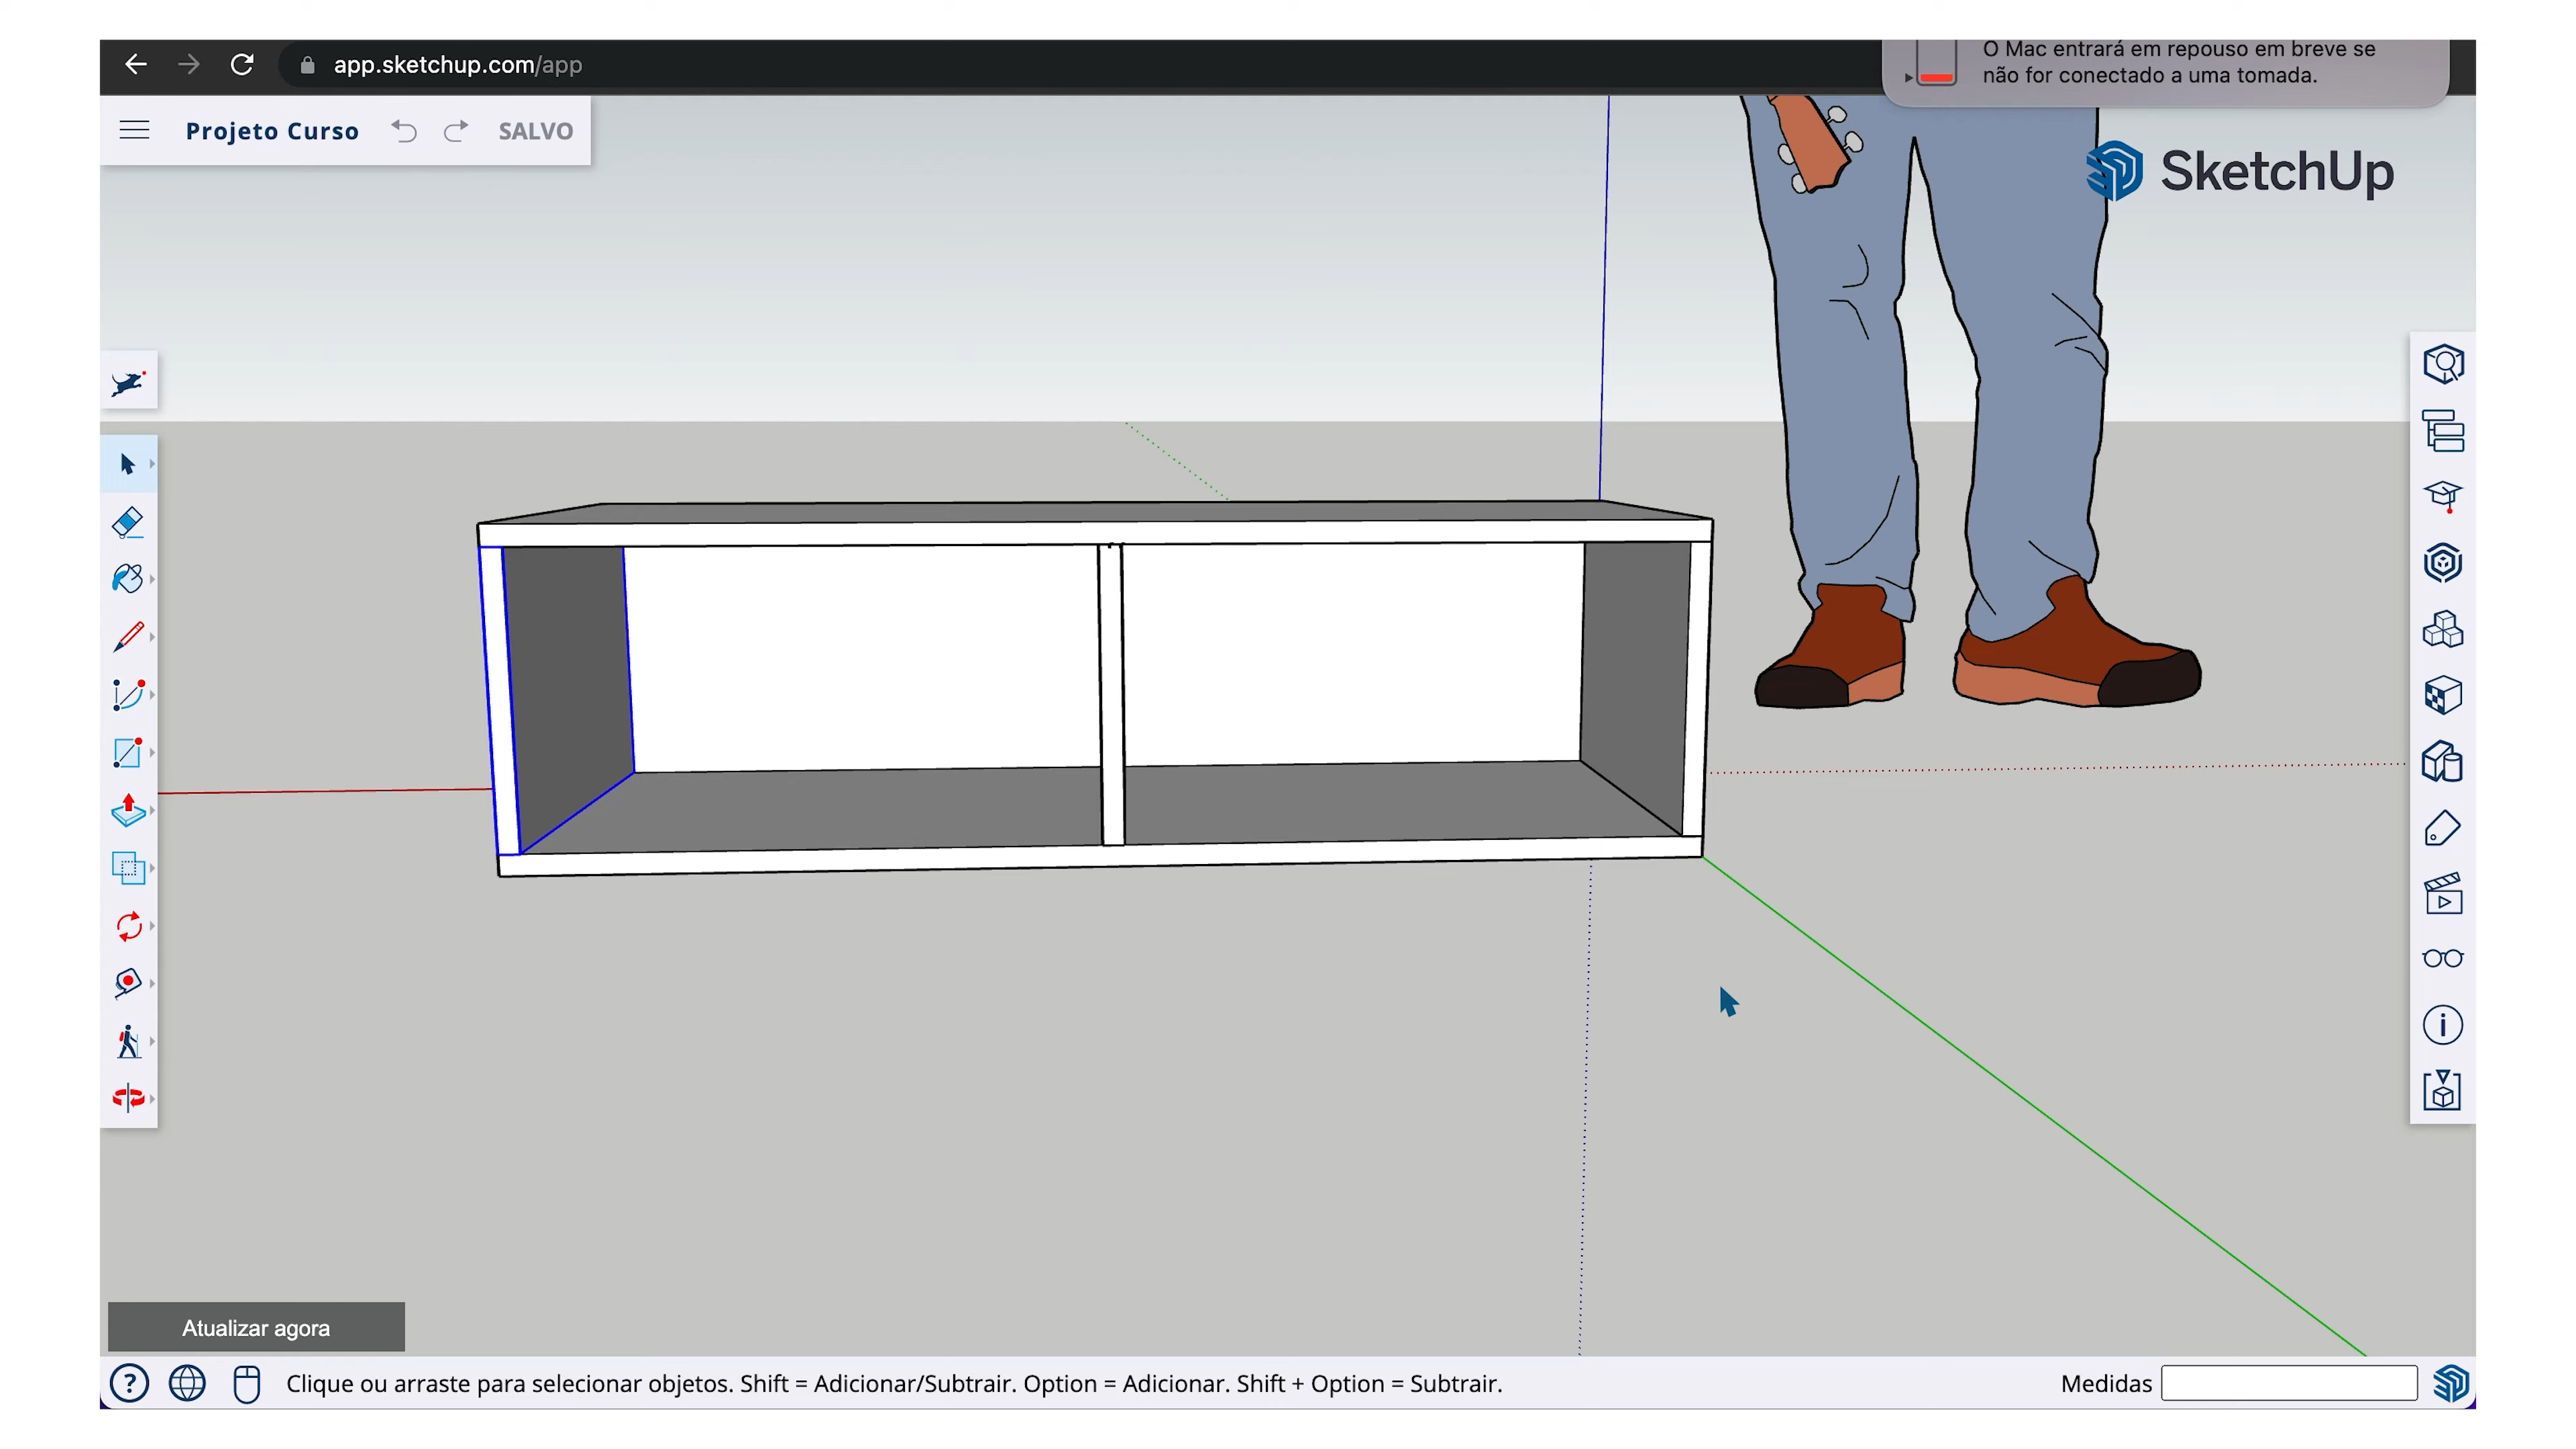 app.sketchup.com/app
O Mac entrará em repouso em breve se
não for conectado a uma tomada.
Projeto Curso
SALVO
SketchUp
Atualizar agora
Clique ou arraste para selecionar objetos. Shift = Adicionar/Subtrair. Option = Adicionar. Shift + Option = Subtrair.
Medidas